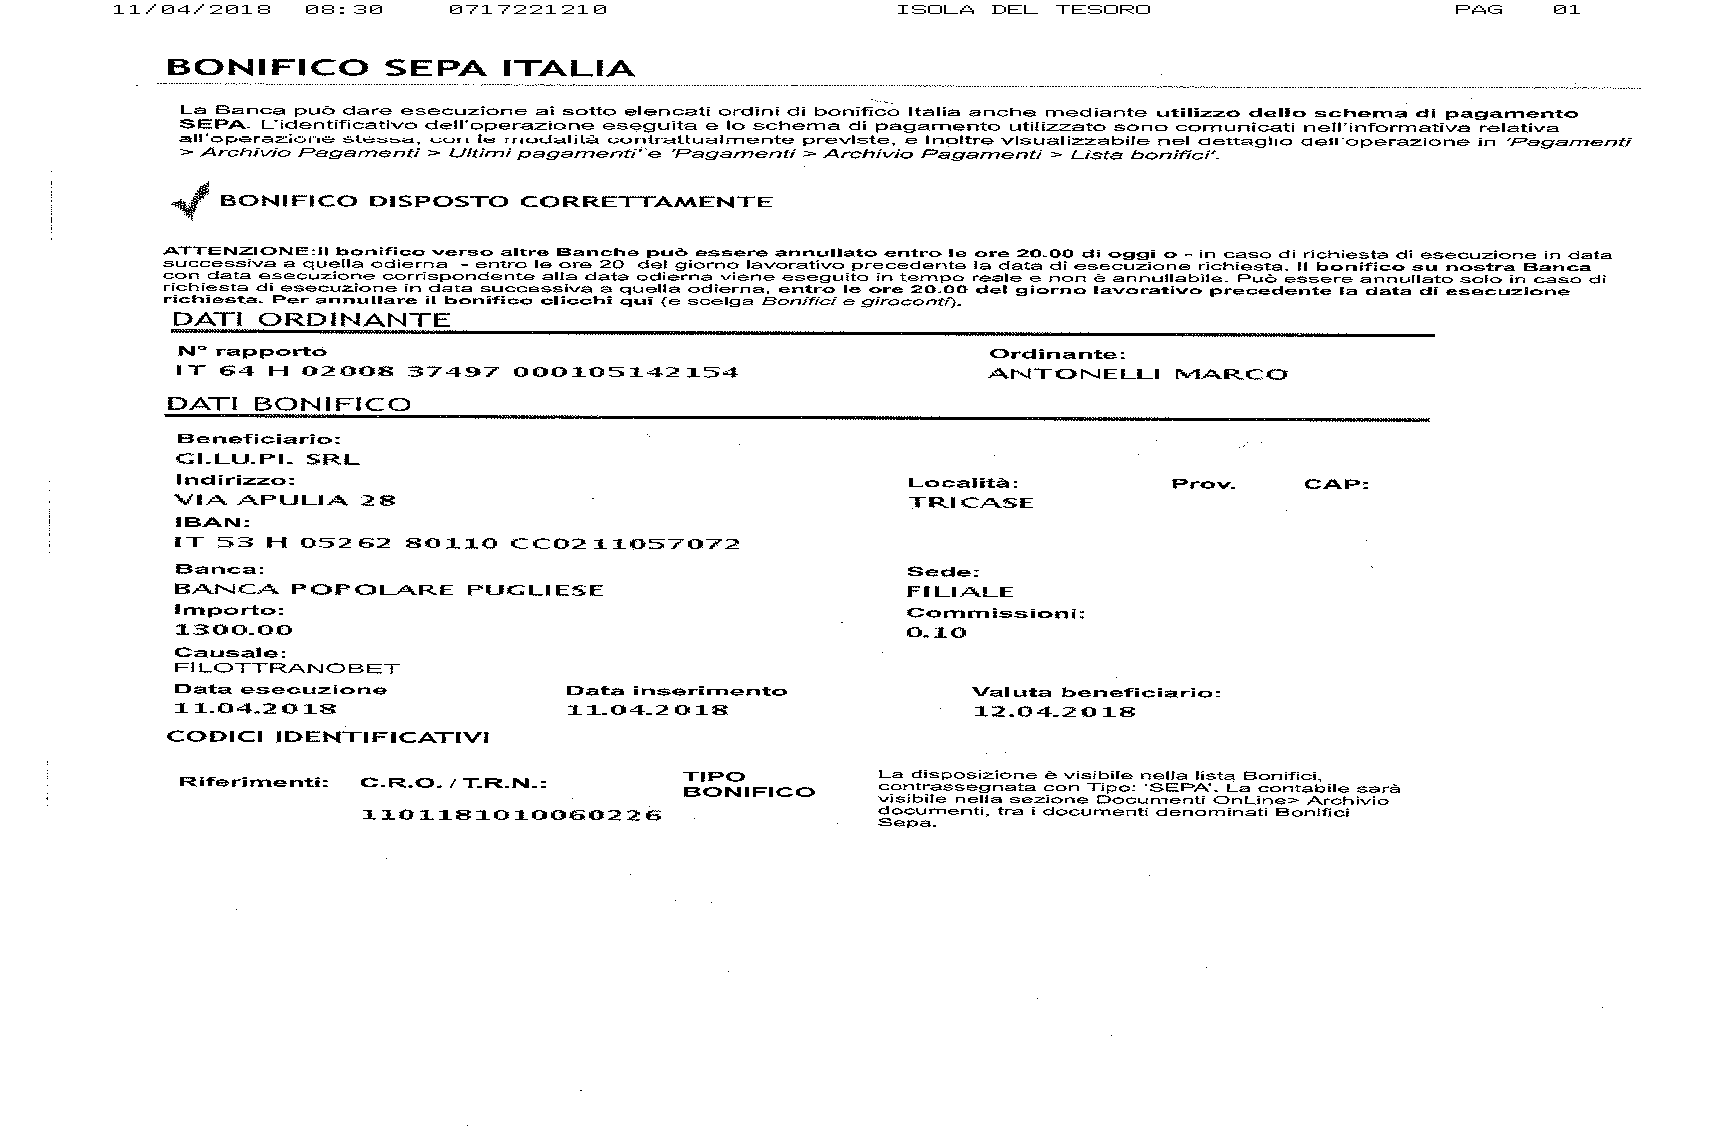 11/04/2018 08:30 0717221210 ISOLA DEL TESORO PAG 01
BONIFICO SEPA ITALIA
La Banca può dare esecuzione ai sotto elencati ordini di bonifico Italia anche mediante utilizzo dello schema di pagamento
SEPA. L'identificativo dell'operazione eseguita e lo schema di pagamento utilizzato sono comunicati nell'informativa relativa
all'operazione stessa, con le modalità contrattualmente previste, e inoltre visualizzabile nel dettaglio dell'operazione in 'Pagamenti
> Archivio Pagamenti > Ultimi pagamenti' e 'Pagamenti > Archivio Pagamenti > Lista bonifici'.
BONIFICO DISPOSTO CORRETTAMENTE
ATTENZIONE:Il bonifico verso altre Banche può essere annullato entro le ore 20.00 di oggi o - in caso di richiesta di esecuzione in data
successiva a quella odierna - entro le ore 20 del giorno lavorativo precedente la data di esecuzione richiesta. Il bonifico su nostra Banca
con data esecuzione corrispondente alla data odierna viene eseguito in tempo reale e non è annullabile. Può essere annullato solo in caso di
richiesta di esecuzione in data successiva a quella odierna, entro le ore 20.00 del giorno lavorativo precedente la data di esecuzione
richiesta. Per annullare il bonifico clicchi qui (e scelga Bonifici e giroconti).
DATI ORDINANTE
N° rapporto Ordinante:
IT 64 H 02008 37497 000105142154 ANTONELLI MARCO
DATI BONIFICO
Beneficiario:
GI.LU.PI. SRL
Indirizzo: Località: Prov. CAP:
VIA APULIA 28 TRICASE
IBAN:
IT 53 H 05262 80110 CC0211057072
Banca: Sede:
BANCA POPOLARE PUGLIESE FILIALE
Importo: Commissioni:
1300.00 0.10
Causale:
FILOTTRANOBET
Data esecuzione Data inserimento Valuta beneficiario:
11.04.2018 11.04.2018 12.04.2018
CODICI IDENTIFICATIVI
Riferimenti: C.R.O. / T.R.N.: TIPO BONIFICO
1101181010060226
La disposizione è visibile nella lista Bonifici,
contrassegnata con Tipo: 'SEPA'. La contabile sarà
visibile nella sezione Documenti OnLine> Archivio
documenti, tra i documenti denominati Bonifici
Sepa.